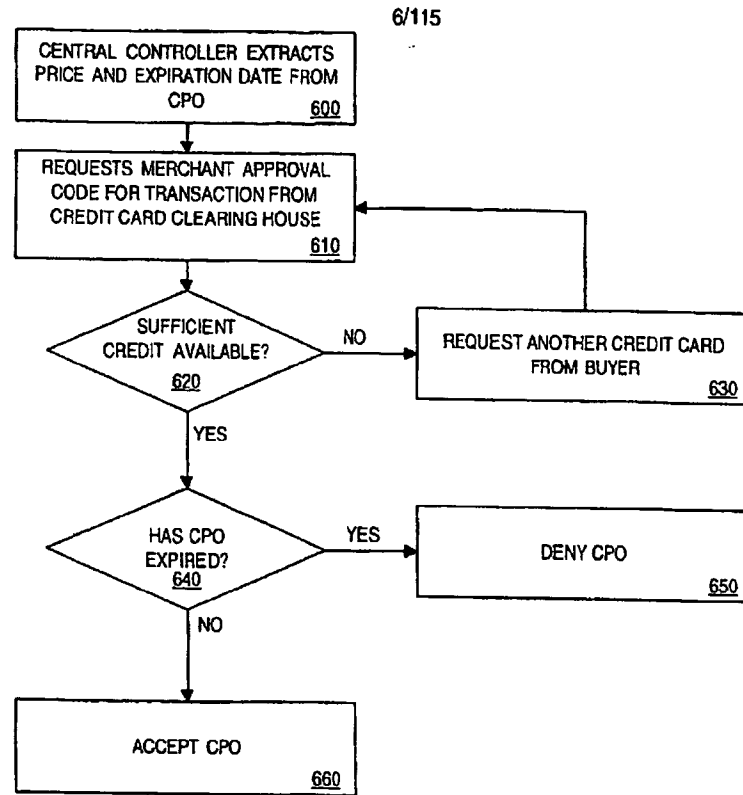 6/115
CENTRAL CONTROLLER EXTRACTS
PRICE AND EXPIRATION DATE FROM
CPO
600
REQUESTS MERCHANT APPROVAL
CODE FOR TRANSACTION FROM
CREDIT CARD CLEARING HOUSE
610
SUFFICIENT
CREDIT AVAILABLE?
620
NO
REQUEST ANOTHER CREDIT CARD
FROM BUYER
630
YES
HAS CPO
EXPIRED?
640
YES
DENY CPO
650
NO
ACCEPT CPO
660